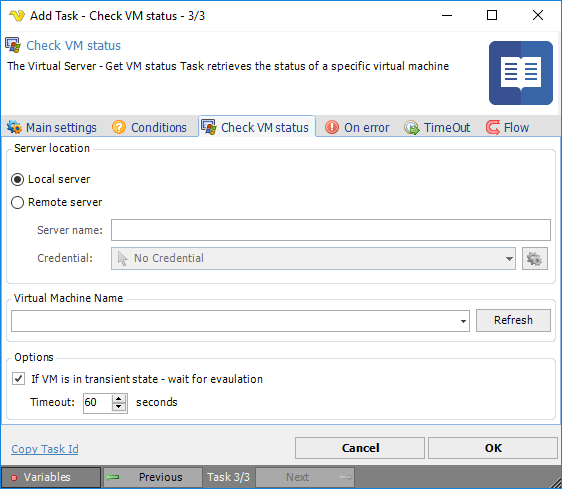 Add Task - Check VM status - 3/3
Check VM status
The Virtual Server - Get VM status Task retrieves the status of a specific virtual machine
Main settings Conditions Check VM status On error TimeOut Flow
Server location
Local server
Remote server
Server name:
Credential: No Credential
Virtual Machine Name
Refresh
Options
If VM is in transient state - wait for evaulation
Timeout: 60 seconds
Copy Task Id Cancel OK
Variables Previous Task 3/3 Next